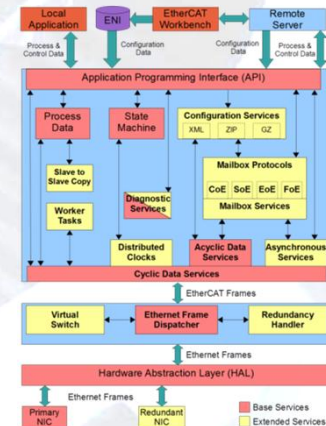 Local
Application
ENI
EtherCAT
Workbench
Remote
Server
Process &
Control Data
Configuration
Data
Configuration
Data
Process &
Control Data
Application Programming Interface (API)
Process
Data
State
Machine
Configuration Services
XML
ZIP
GZ
Slave to
Slave Copy
Mailbox Protocols
CoE
SoE
EoE
FoE
Mailbox Services
Diagnostic
Services
Worker
Tasks
Distributed
Clocks
Acyclic Data
Services
Asynchronous
Services
Cyclic Data Services
EtherCAT Frames
Virtual
Switch
Ethernet Frame
Dispatcher
Redundancy
Handler
Ethernet Frames
Hardware Abstraction Layer (HAL)
Ethernet Frames
Primary
NIC
Redundant
NIC
Base Services
Extended Services